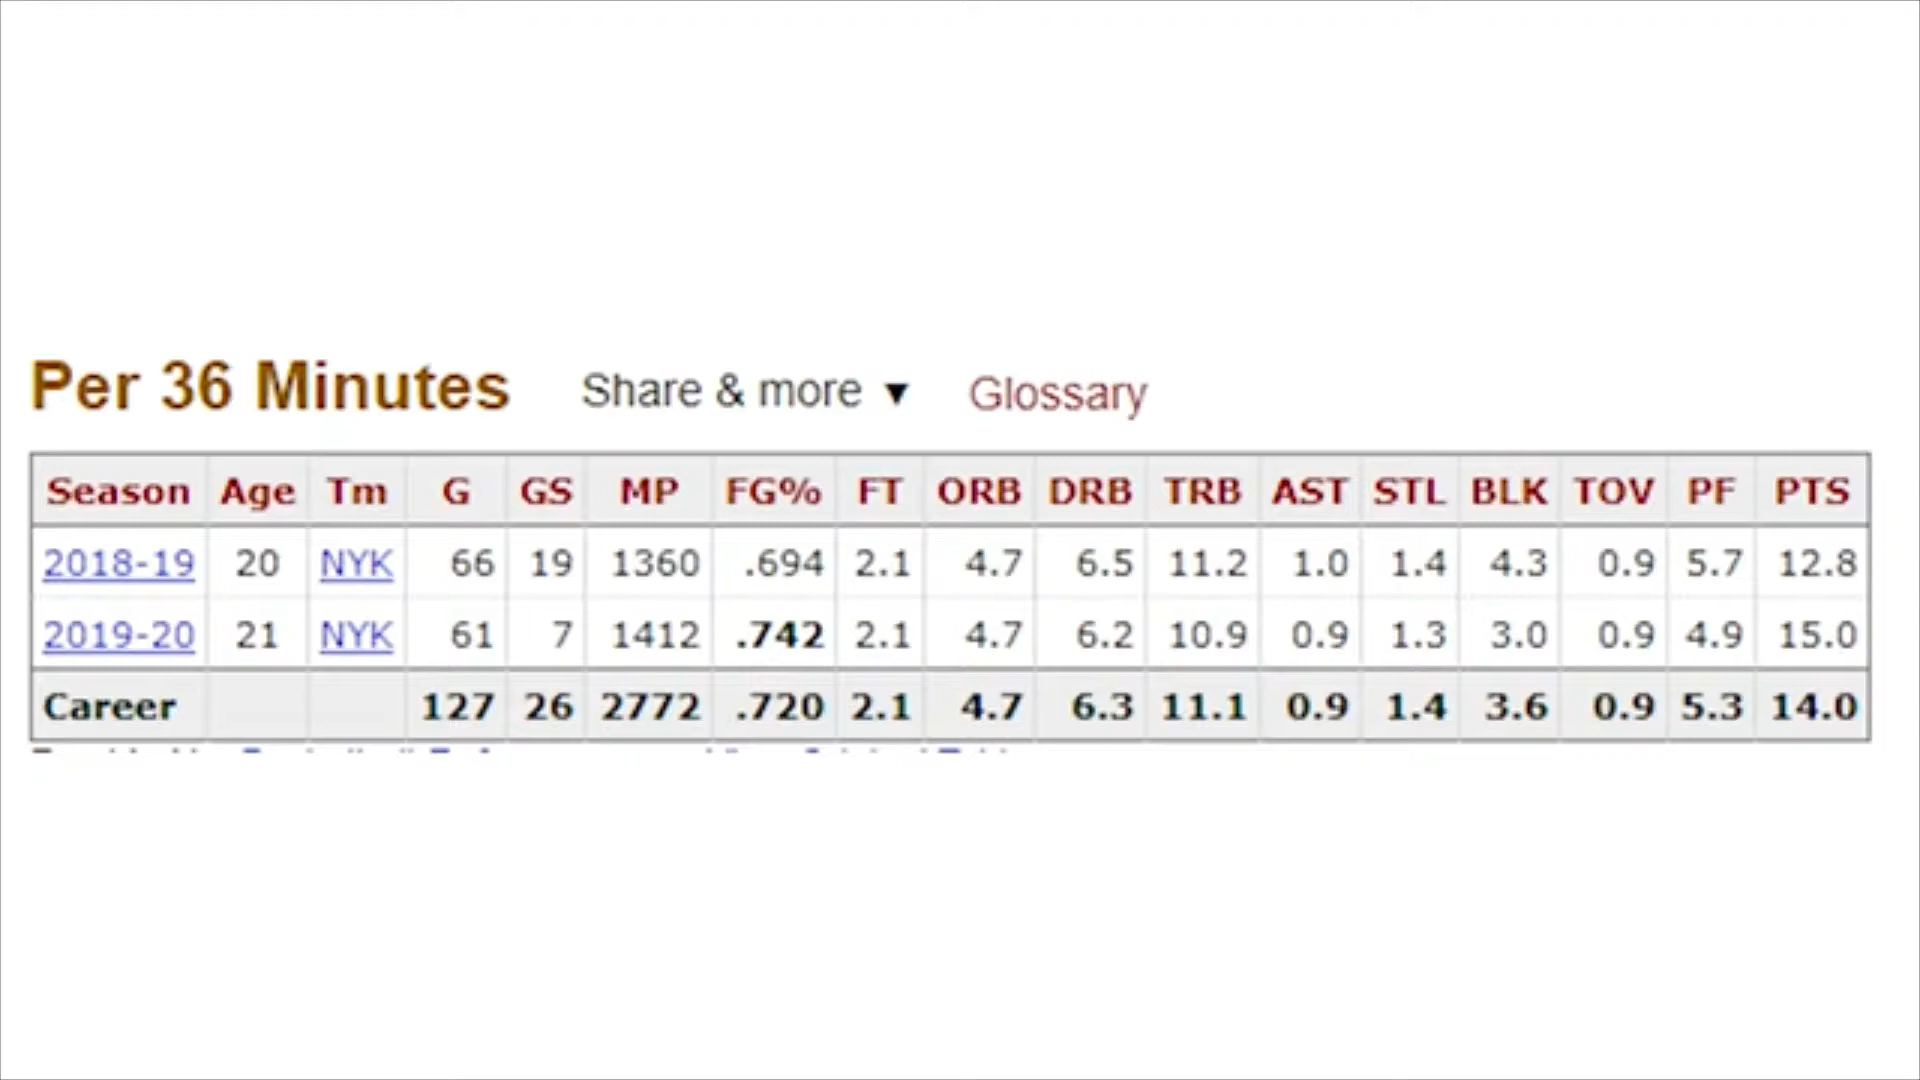 Per 36 Minutes Share & more ▼ Glossary
Season Age Tm G GS MP FG% FT ORB DRB TRB AST STL BLK TOV PF PTS
2018-19 20 NYK 66 19 1360 .694 2.1 4.7 6.5 11.2 1.0 1.4 4.3 0.9 5.7 12.8
2019-20 21 NYK 61 7 1412 .742 2.1 4.7 6.2 10.9 0.9 1.3 3.0 0.9 4.9 15.0
Career 127 26 2772 .720 2.1 4.7 6.3 11.1 0.9 1.4 3.6 0.9 5.3 14.0